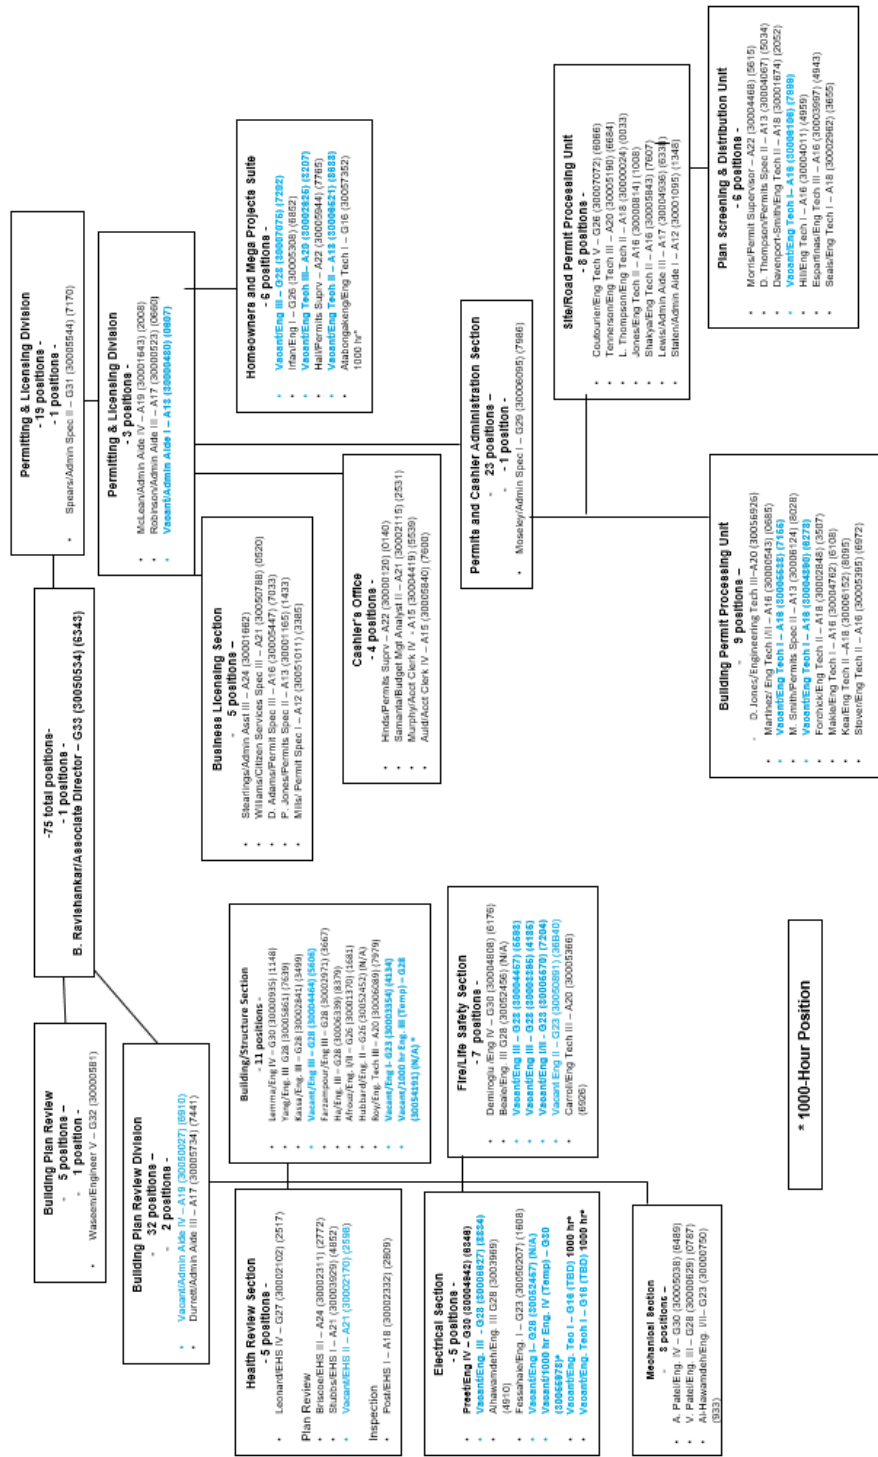 -75 total positions-
- 1 positions -
B. Ravishankar/Associate Director – G33 (30050534) (6343)
Building Plan Review
- 5 positions –
- 1 position -
• Waseem/Engineer V – G32 (30000581)
Building Plan Review Division
- 32 positions –
- 2 positions -
• Vacant/Admin Aide IV – A19 (30050027) (6910)
• Durrett/Admin Aide III – A17 (30005734) (7441)
Health Review Section
- 5 positions -
• Leonard/EHS IV – G27 (30002102) (2517)
Plan Review
• Briscoe/EHS III – A24 (30002311) (2772)
• Stubbs/EHS I – A21 (30003929) (4852)
• Vacant/EHS II – A21 (30002170) (2598)
Inspection
• Post/EHS I – A18 (30002332) (2809)
Building/Structure Section
- 11 positions -
• Lemma/Eng IV – G30 (30000935) (1148)
• Yang/Eng. III G28 (30005861) (7639)
• Kassa/Eng. III – G28 (30002841) (3499)
• Vacant/Eng III – G28 (30004464) (5606)
• Farzampour/Eng III – G28 (30002971) (3667)
• Ha/Eng. III – G28 (30006339) (8379)
• Afrouz/Eng. I/II – G26 (30001370) (1681)
• Hubbard/Eng. II – G26 (30052452) (N/A)
• Roy/Eng. Tech III – A20 (30006089) (7979)
• Vacant/Eng I- G23 (30003354) (4134)
• Vacant/1000 hr Eng. III (Temp) – G28
(30054191) (N/A) *
Electrical Section
- 5 positions -
• Preet/Eng IV – G30 (30004942) (6346)
• Vacant/Eng. III - G28 (30006827) (8834)
• Alhawamdeh/Eng. III G28 (3003969)
(4910)
• Fessahaie/Eng. I – G23 (30050207) (1608)
• Vacant/Eng I– G28 (30052457) (N/A)
• Vacant/1000 hr Eng. IV (Temp) – G30
(30055978)*
• Vacant/Eng. Tec I – G16 (TBD) 1000 hr*
• Vacant/Eng. Tech I – G16 (TBD) 1000 hr*
Fire/Life Safety Section
- 7 positions -
• Demiroglu /Eng IV – G30 (30004808) (6176)
• Beale/Eng. III G28 (30052456) (N/A)
• Vacant/Eng III – G28 (30004457) (5593)
• Vacant/Eng III – G28 (30003395) (4185)
• Vacant/Eng III - G23 (30005570) (7204)
• Vacant Eng II – G23 (30050891) (36B40)
• Carroll/Eng Tech III – A20 (30005366)
(6926)
Mechanical Section
- 3 positions –
• A. Patel/Eng. IV – G30 (30005038) (6489)
• V. Patel/Eng. III – G28 (30000629) (0787)
• Al-Hawamdeh/Eng. I/II– G23 (30000750)
(933)
* 1000-Hour Position
Permitting & Licensing Division
- 19 positions -
- 1 positions -
• Spears/Admin Spec II – G31 (30005544) (7170)
Permitting & Licensing Division
- 3 positions -
• McLean/Admin Aide IV – A19 (30001643) (2008)
• Robinson/Admin Aide III – A17 (30000523) (0660)
• Vacant/Admin Aide I – A13 (30000480) (0607)
Business Licensing Section
- 5 positions –
• Stearlings/Admin Asst III – A24 (30001662)
• Williams/Citizen Services Spec III – A21 (30050788) (0520)
• D. Adams/Permit Spec III – A16 (30005447) (7033)
• P. Jones/Permits Spec II – A13 (30001165) (1433)
• Mills/ Permit Spec I – A12 (30051011) (3385)
Homeowners and Mega Projects Suite
- 6 positions -
• Vacant/Eng III – G28 (30007075) (7292)
• Irfan/Eng I – G26 (30005308) (6852)
• Vacant/Eng Tech III– A20 (30002625) (3207)
• Hall/Permits Suprv – A22 (30005944) (7765)
• Vacant/Eng Tech II – A18 (30006521) (8683)
• Atabongakeng/Eng Tech I – G16 (30057352)
1000 hr*
Cashier's Office
- 4 positions -
• Hinds/Permits Suprv – A22 (30000120) (0140)
• Samanta/Budget Mgt Analyst II – A21 (30002115) (2531)
• Murphy/Acct Clerk IV - A15 (30004419) (5539)
• Auld/Acct Clerk IV – A15 (30005840) (7600)
Permits and Cashier Administration Section
- 23 positions –
- - 1 position -
• Moseley/Admin Spec I – G29 (30006095) (7986)
Building Permit Processing Unit
- 9 positions –
- D. Jones/Engineering Tech III–A20 (30056926)
• Martinez/ Eng Tech I/II – A16 (30000543) (0685)
• Vacant/Eng Tech I – A16 (30005538) (7155)
• M. Smith/Permits Spec II – A13 (30006124) (8028)
• Vacant/Eng Tech I – A16 (30004890) (6278)
• Forchick/Eng Tech II – A18 (30002848) (3507)
• Makle/Eng Tech I – A16 (30004762) (6108)
• Kea/Eng Tech II –A18 (30006152) (8095)
• Stover/Eng Tech II – A16 (30005395) (6972)
Site/Road Permit Processing Unit
- 8 positions -
• Coutourier/Eng Tech V – G26 (30007072) (6066)
• Tennerson/Eng Tech III – A20 (30005190) (6684)
• L. Thompson/Eng Tech II – A18 (30000024) (0033)
• Jones/Eng Tech II – A16 (30000814) (1008)
• Shakya/Eng Tech II – A16 (30005843) (7607)
• Lewis/Admin Aide III – A17 (30004936) (6338)
• Staten/Admin Aide I – A12 (30001095) (1348)
Plan Screening & Distribution Unit
- 6 positions -
• Morris/Permit Supervisor – A22 (30004468) (5615)
• D. Thompson/Permits Spec II – A13 (30004067) (5034)
• Davenport-Smith/Eng Tech II – A18 (30001674) (2052)
• Vacant/Eng Tech I– A16 (30006106) (7999)
• Hill/Eng Tech I – A16 (30004011) (4959)
• Espartinas/Eng Tech III – A16 (30003997) (4943)
• Seals/Eng Tech I – A18 (30002962) (3655)